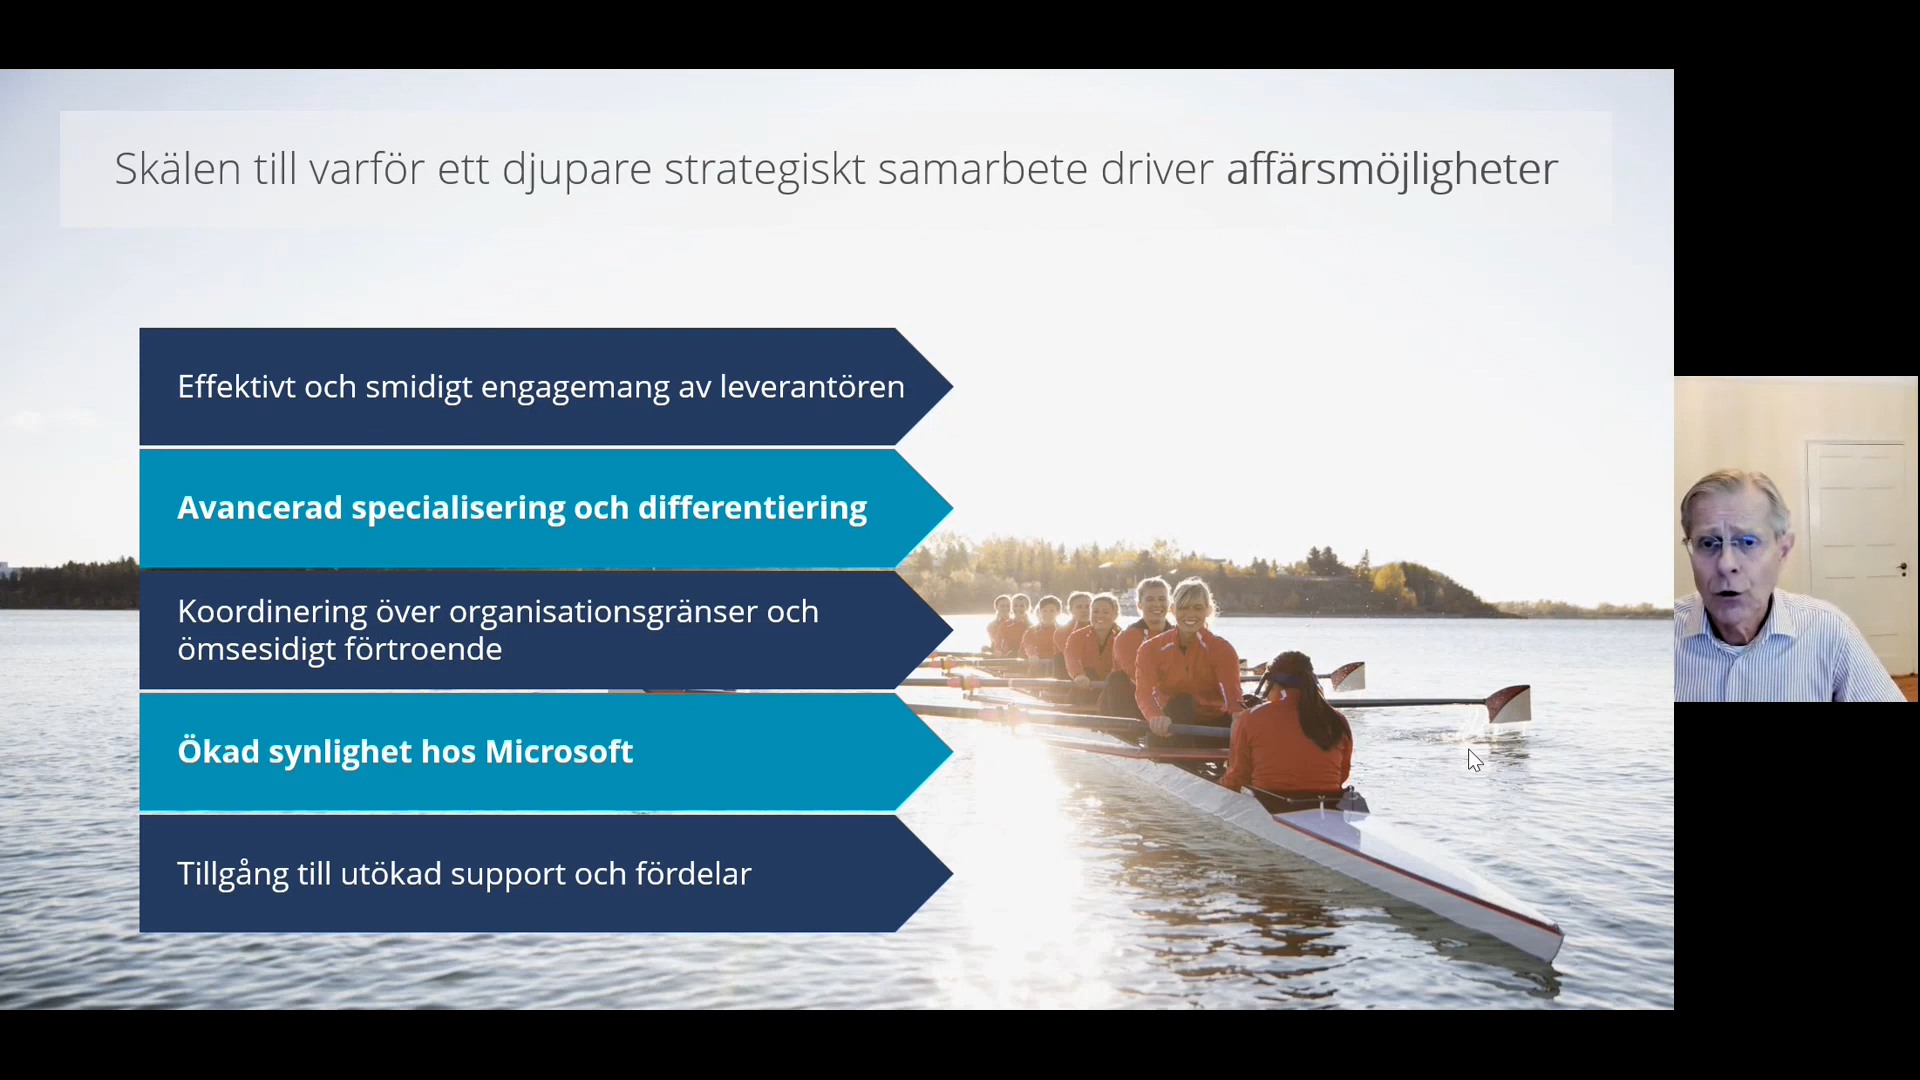 Skälen till varför ett djupare strategiskt samarbete driver affärsmöjligheter
Effektivt och smidigt engagemang av leverantören
Avancerad specialisering och differentiering
Koordinering över organisationsgränser och
ömsesidigt förtroende
Ökad synlighet hos Microsoft
Tillgång till utökad support och fördelar